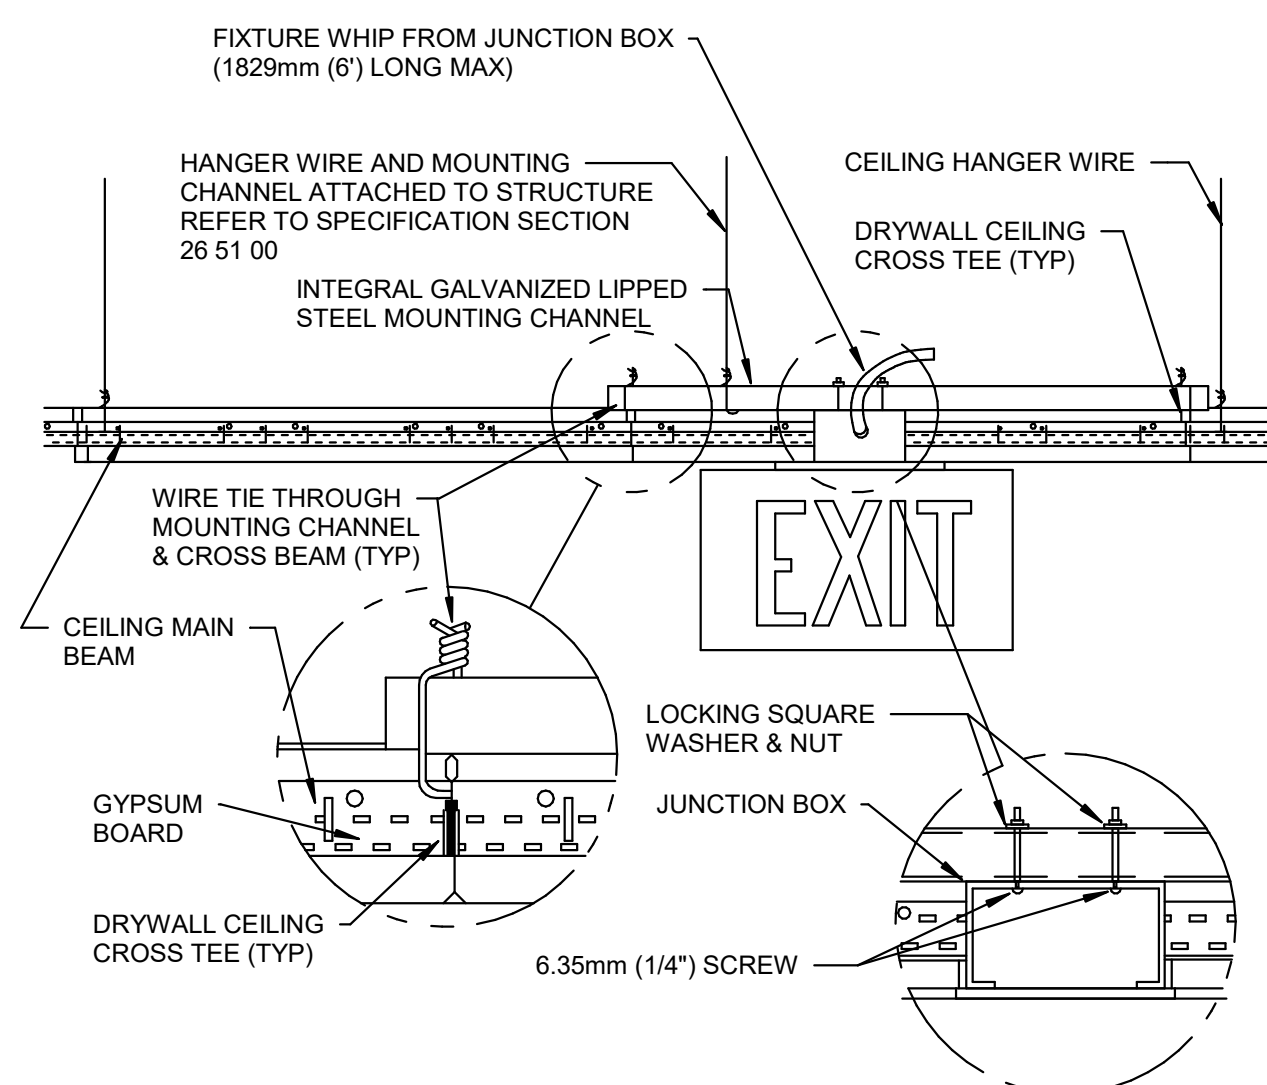 FIXTURE WHIP FROM JUNCTION BOX
(1829mm (6') LONG MAX)
HANGER WIRE AND MOUNTING
CHANNEL ATTACHED TO STRUCTURE
REFER TO SPECIFICATION SECTION
26 51 00
CEILING HANGER WIRE
DRYWALL CEILING
CROSS TEE (TYP)
INTEGRAL GALVANIZED LIPPED
STEEL MOUNTING CHANNEL
WIRE TIE THROUGH
MOUNTING CHANNEL
& CROSS BEAM (TYP)
EXIT
CEILING MAIN
BEAM
LOCKING SQUARE
WASHER & NUT
GYPSUM
BOARD
JUNCTION BOX
DRYWALL CEILING
CROSS TEE (TYP)
6.35mm (1/4") SCREW